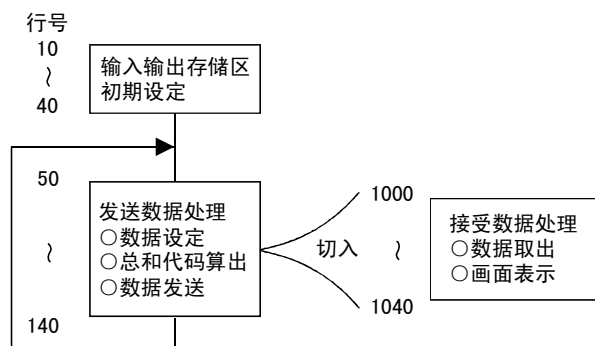 行号
10
～
40
输入输出存储区
初期设定
50
～
140
发送数据处理
○数据设定
○总和代码算出
○数据发送
切入
1000
～
1040
接受数据处理
○数据取出
○画面表示